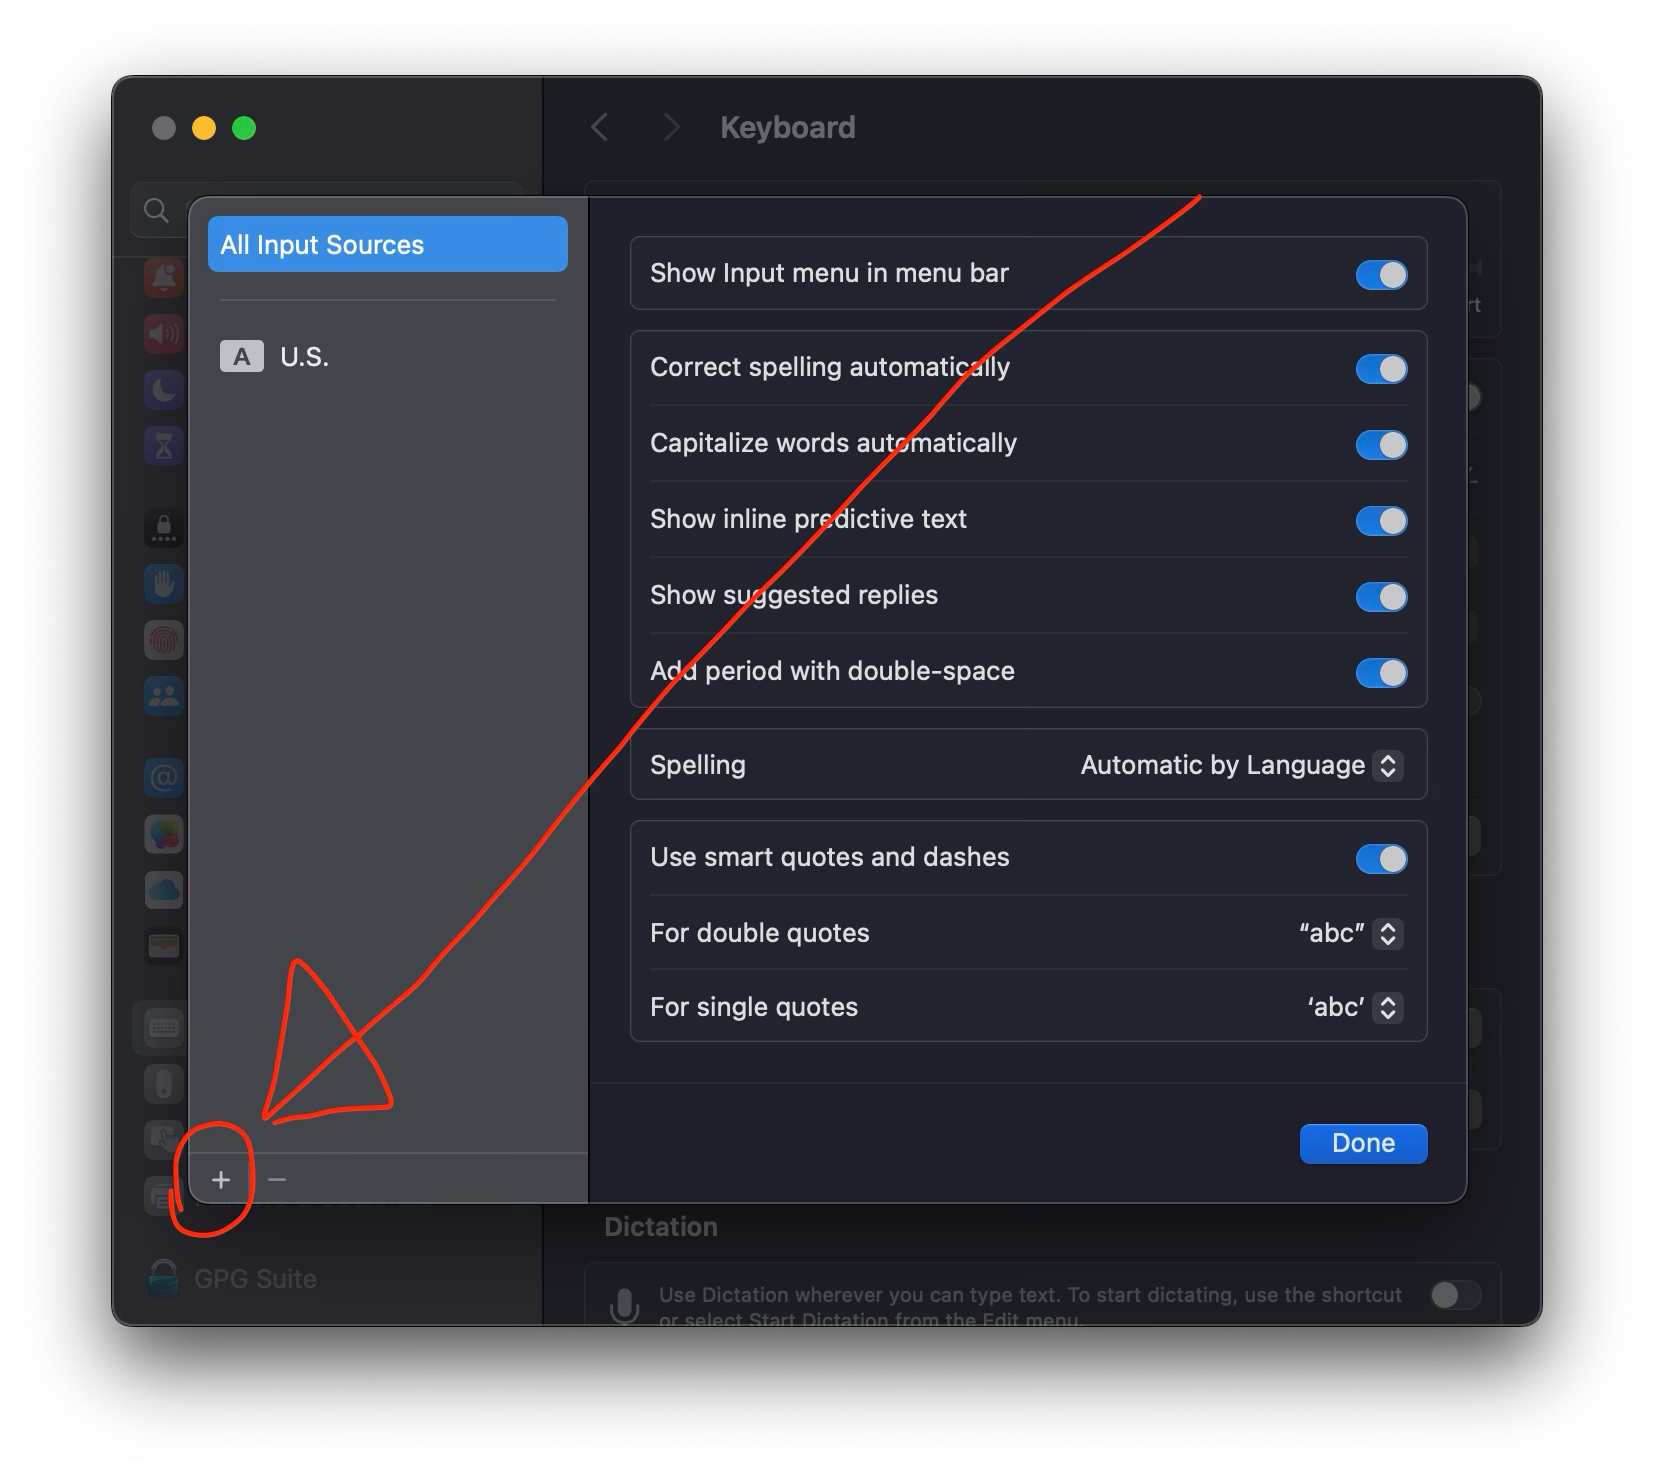 Keyboard
All Input Sources
A U.S.
Show Input menu in menu bar
Correct spelling automatically
Capitalize words automatically
Show inline predictive text
Show suggested replies
Add period with double-space
Spelling Automatic by Language
Use smart quotes and dashes
For double quotes “abc”
For single quotes ‘abc’
Done
+ −
Dictation
GPG Suite
Use Dictation wherever you can type text. To start dictating, use the shortcut
or select Start Dictation from the Edit menu.